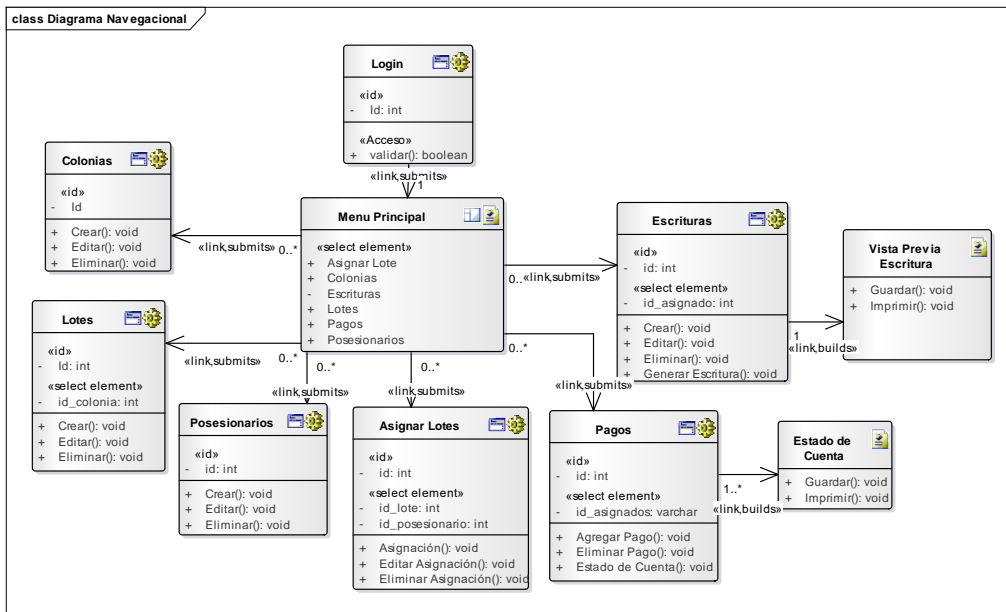 class Diagrama Navegacional
Login
«id»
- Id: int
«Acceso»
+ validar(): boolean
«link,submits»
1
Colonias
«id»
- Id
+ Crear(): void
+ Editar(): void
+ Eliminar(): void
«link,submits»
0..*
Menu Principal
«select element»
+ Asignar Lote
+ Colonias
- Escrituras
+ Lotes
+ Pagos
+ Posesionarios
0..*
«link,submits»
Escrituras
«id»
- id: int
«select element»
- id_asignado: int
+ Crear(): void
+ Editar(): void
+ Eliminar(): void
+ Generar Escritura(): void
1
«link,builds»
Vista Previa
Escritura
+ Guardar(): void
+ Imprimir(): void
Lotes
«id»
- Id: int
«select element»
- id_colonia: int
+ Crear(): void
+ Editar(): void
+ Eliminar(): void
«link,submits»
0..*
0..*
«link,submits»
0..*
«link,submits»
0..*
«link,submits»
Posesionarios
«id»
- id: int
+ Crear(): void
+ Editar(): void
+ Eliminar(): void
Asignar Lotes
«id»
- id: int
«select element»
- id_lote: int
- id_posesionario: int
+ Asignación(): void
+ Editar Asignación(): void
+ Eliminar Asignación(): void
Pagos
«id»
- id: int
«select element»
- id_asignados: varchar
+ Agregar Pago(): void
+ Eliminar Pago(): void
+ Estado de Cuenta(): void
1..*
«link,builds»
Estado de
Cuenta
+ Guardar(): void
+ Imprimir(): void